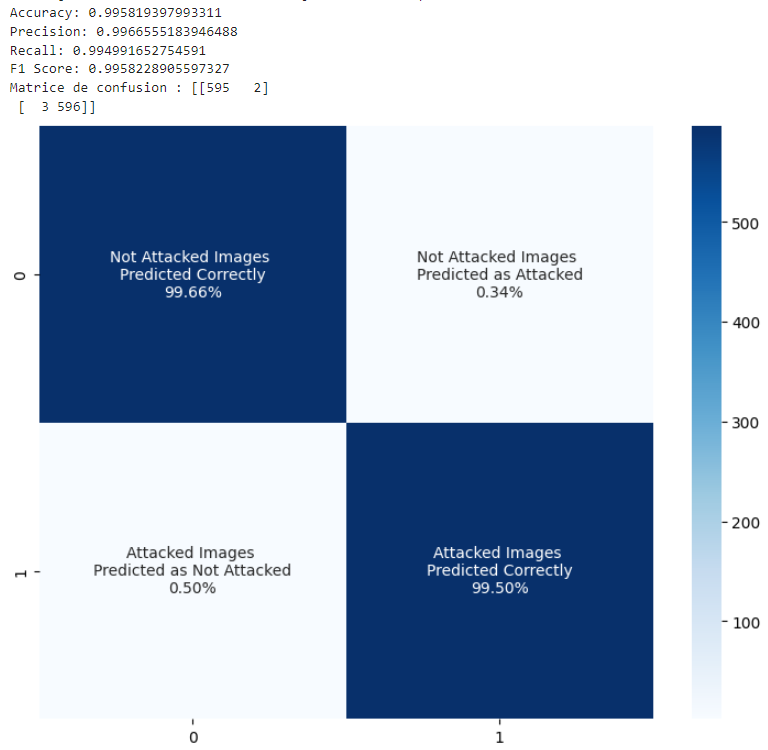 Accuracy: 0.995819397993311
Precision: 0.9966555183946488
Recall: 0.994991652754591
F1 Score: 0.9958228905597327
Matrice de confusion : [[595   2]
 [  3 596]]
Not Attacked Images
Predicted Correctly
99.66%
Not Attacked Images
Predicted as Attacked
0.34%
Attacked Images
Predicted as Not Attacked
0.50%
Attacked Images
Predicted Correctly
99.50%
0
1
0
1
500
400
300
200
100